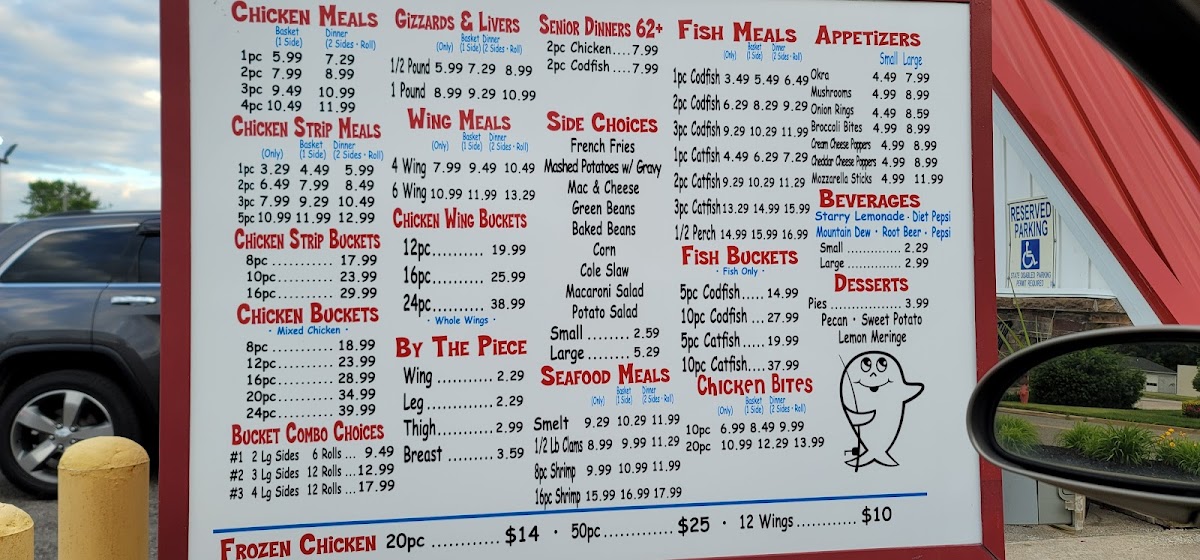 CHICKEN MEALS
Basket (1 Side) Dinner (2 Sides · Roll)
1pc 5.99 7.29
2pc 7.99 8.99
3pc 9.49 10.99
4pc 10.49 11.99
CHICKEN STRIP MEALS
(Only) Basket (1 Side) Dinner (2 Sides · Roll)
1pc 3.29 4.49 5.99
2pc 6.49 7.99 8.49
3pc 7.99 9.29 10.49
5pc 10.99 11.99 12.99
CHICKEN STRIP BUCKETS
8pc ........... 17.99
10pc........... 23.99
16pc........... 29.99
CHICKEN BUCKETS
· Mixed Chicken ·
8pc ........... 18.99
12pc........... 23.99
16pc ........... 28.99
20pc........... 34.99
24pc........... 39.99
BUCKET COMBO CHOICES
#1 2 Lg Sides 6 Rolls ... 9.49
#2 3 Lg Sides 12 Rolls ... 12.99
#3 4 Lg Sides 12 Rolls ... 17.99
GIZZARDS & LIVERS
(Only) Basket (1 Side) Dinner (2 Sides · Roll)
1/2 Pound 5.99 7.29 8.99
1 Pound 8.99 9.29 10.99
WING MEALS
(Only) Basket (1 Side) Dinner (2 Sides · Roll)
4 Wing 7.99 9.49 10.49
6 Wing 10.99 11.99 13.29
CHICKEN WING BUCKETS
12pc.......... 19.99
16pc.......... 25.99
24pc.......... 38.99
· Whole Wings ·
BY THE PIECE
Wing ........... 2.29
Leg ............ 2.29
Thigh........... 2.99
Breast ......... 3.59
SENIOR DINNERS 62+
2pc Chicken.... 7.99
2pc Codfish .... 7.99
SIDE CHOICES
French Fries
Mashed Potatoes w/ Gravy
Mac & Cheese
Green Beans
Baked Beans
Corn
Cole Slaw
Macaroni Salad
Potato Salad
Small ........ 2.59
Large ........ 5.29
SEAFOOD MEALS
(Only) Basket (1 Side) Dinner (2 Sides · Roll)
Smelt 9.29 10.29 11.99
1/2 Lb Clams 8.99 9.99 11.29
8pc Shrimp 9.99 10.99 11.99
16pc Shrimp 15.99 16.99 17.99
FISH MEALS
(Only) Basket (1 Side) Dinner (2 Sides · Roll)
1pc Codfish 3.49 5.49 6.49
2pc Codfish 6.29 8.29 9.29
3pc Codfish 9.29 10.29 11.99
1pc Catfish 4.49 6.29 7.29
2pc Catfish 9.29 10.29 11.29
3pc Catfish 13.29 14.99 15.99
1/2 Perch 14.99 15.99 16.99
FISH BUCKETS
· Fish Only ·
5pc Codfish..... 14.99
10pc Codfish ... 27.99
5pc Catfish..... 19.99
10pc Catfish.... 37.99
CHICKEN BITES
(Only) Basket (1 Side) Dinner (2 Sides · Roll)
10pc 6.99 8.49 9.99
20pc 10.99 12.29 13.99
APPETIZERS
Small Large
Okra 4.49 7.99
Mushrooms 4.99 8.99
Onion Rings 4.49 8.59
Broccoli Bites 4.99 8.99
Cream Cheese Poppers 4.99 8.99
Cheddar Cheese Poppers 4.99 8.99
Mozzarella Sticks 4.99 11.99
BEVERAGES
Starry Lemonade · Diet Pepsi
Mountain Dew · Root Beer · Pepsi
Small .............. 2.29
Large .............. 2.99
DESSERTS
Pies ................. 3.99
Pecan · Sweet Potato
Lemon Meringe
FROZEN CHICKEN 20pc ........... $14 · 50pc ............ $25 · 12 Wings ........... $10
RESERVED
PARKING
STATE DISABLED PARKING
PERMIT REQUIRED